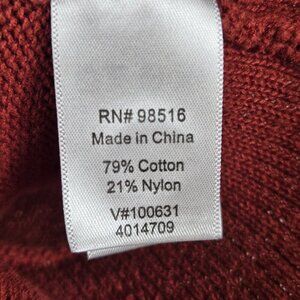 RN# 98516
Made in China
79% Cotton
21% Nylon
V#100631
4014709